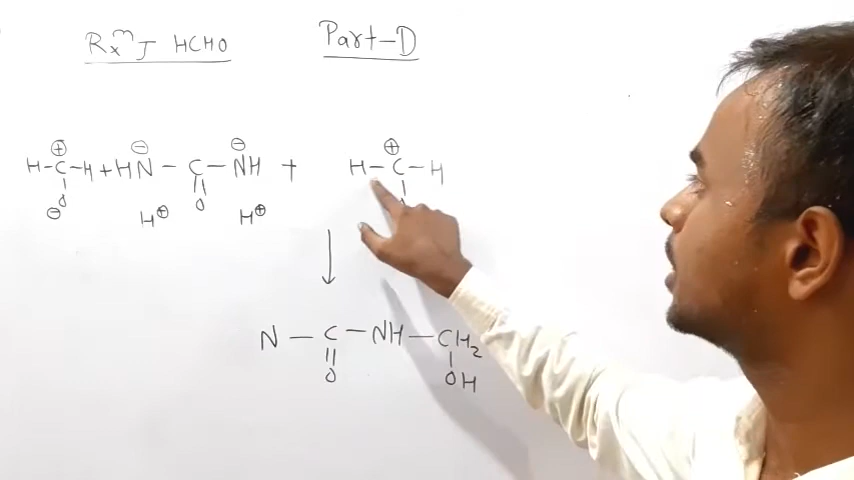 Rxⁿ of HCHO Part-D
⊕ ⊖ ⊖ ⊕
H-C-H + HN - C - NH + H-C-H
O O
⊖ H⊕ H⊕
↓
N - C - NH - CH₂
|| |
O OH